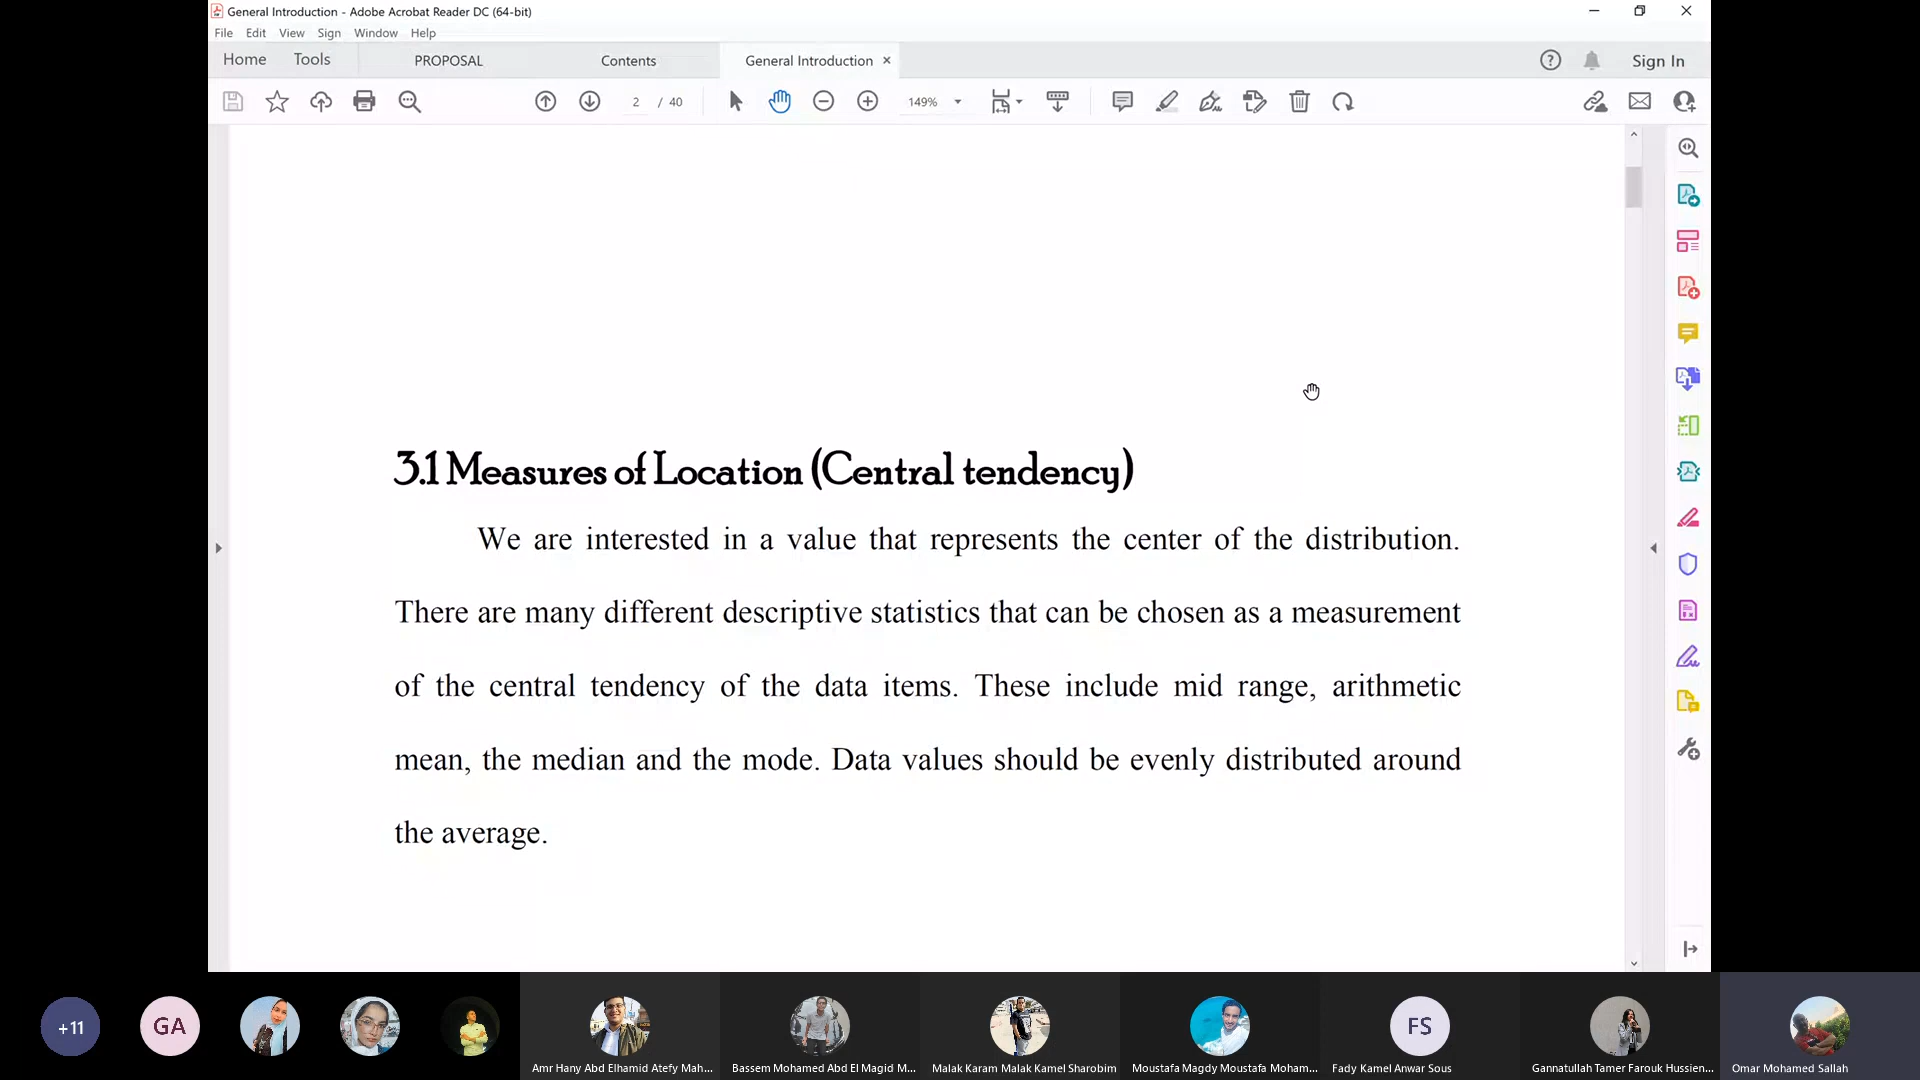 General Introduction - Adobe Acrobat Reader DC (64-bit)
File Edit View Sign Window Help
Home Tools PROPOSAL Contents General Introduction × Sign In
2 / 40 149%
3.1 Measures of Location (Central tendency)
We are interested in a value that represents the center of the distribution.
There are many different descriptive statistics that can be chosen as a measurement
of the central tendency of the data items. These include mid range, arithmetic
mean, the median and the mode. Data values should be evenly distributed around
the average.
+11 GA FS
Amr Hany Abd Elhamid Atefy Mah... Bassem Mohamed Abd El Magid M... Malak Karam Malak Kamel Sharobim Moustafa Magdy Moustafa Moham... Fady Kamel Anwar Sous Gannatullah Tamer Farouk Hussien... Omar Mohamed Sallah